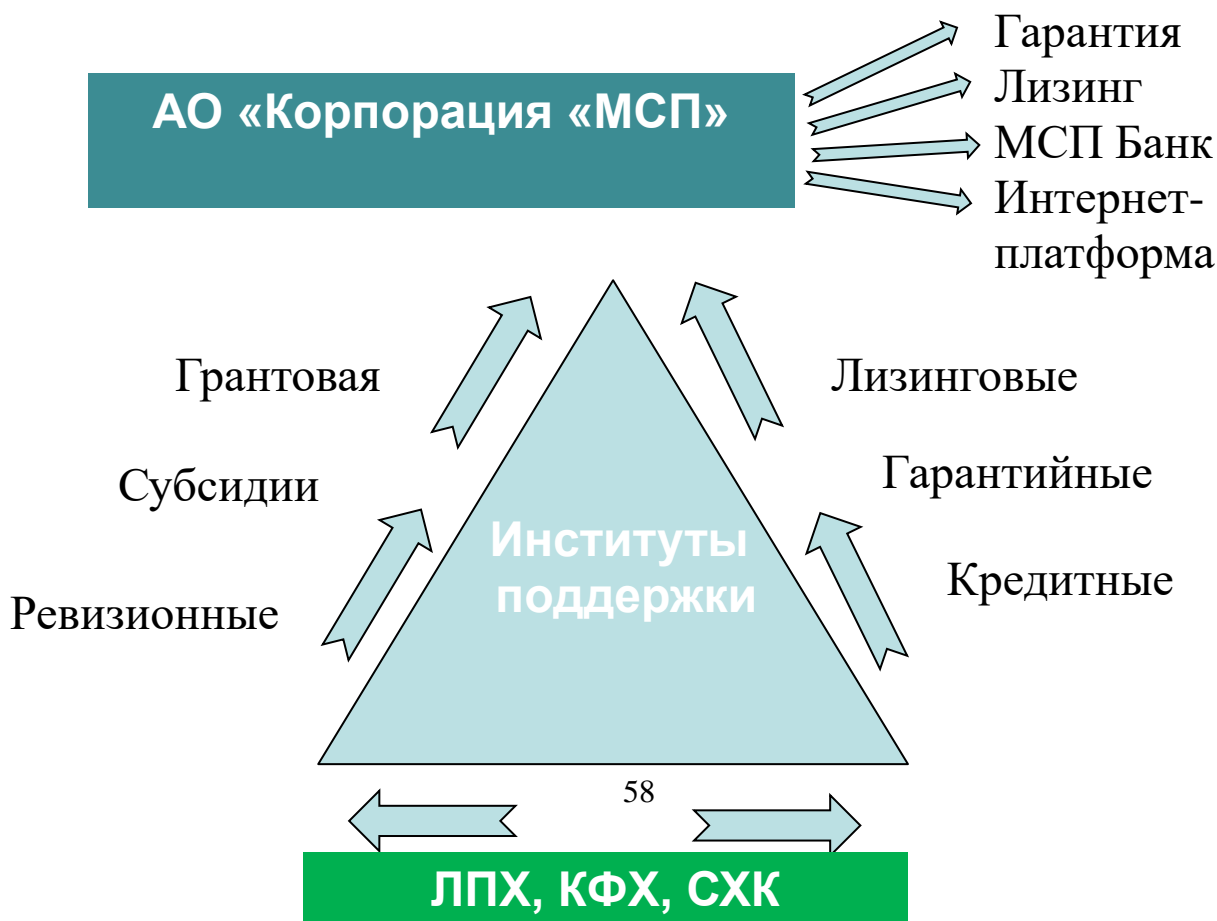 Гарантия
АО «Корпорация «МСП»
Лизинг
МСП Банк
Интернет-
платформа
Грантовая
Лизинговые
Субсидии
Гарантийные
Институты
поддержки
Кредитные
Ревизионные
58
ЛПХ, КФХ, СХК